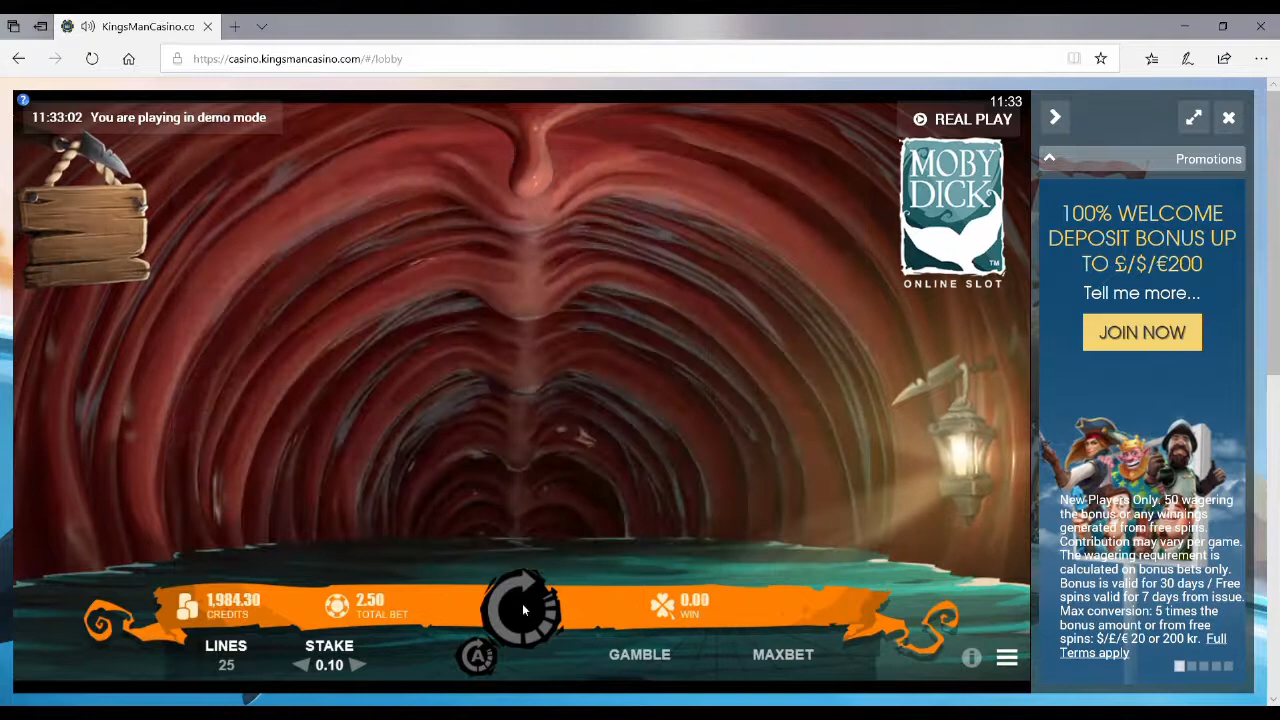 KingsManCasino.co
https://casino.kingsmancasino.com/#/lobby
?
11:33
11:33:02 You are playing in demo mode
REAL PLAY
MOBY
DICK
TM
ONLINE SLOT
Promotions
100% WELCOME
DEPOSIT BONUS UP
TO £/$/€200
Tell me more...
JOIN NOW
New Players Only. 50 wagering
the bonus or any winnings
generated from free spins.
Contribution may vary per game.
The wagering requirement is
calculated on bonus bets only.
Bonus is valid for 30 days / Free
spins valid for 7 days from issue.
Max conversion: 5 times the
bonus amount or from free
spins: $/£/€ 20 or 200 kr. Full
Terms apply
1,984.30
CREDITS
2.50
TOTAL BET
0.00
WIN
LINES
25
STAKE
0.10
A
GAMBLE
MAXBET